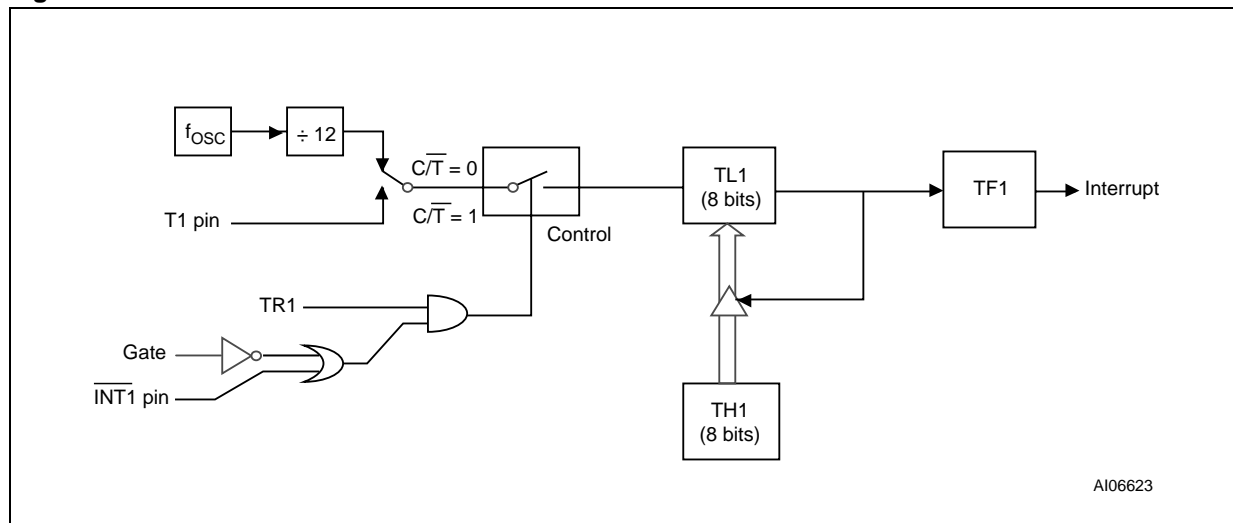 fOSC
÷ 12
C/T̅ = 0
T1 pin
C/T̅ = 1
Control
TL1
(8 bits)
TF1
Interrupt
TR1
Gate
I̅N̅T̅1̅ pin
TH1
(8 bits)
AI06623